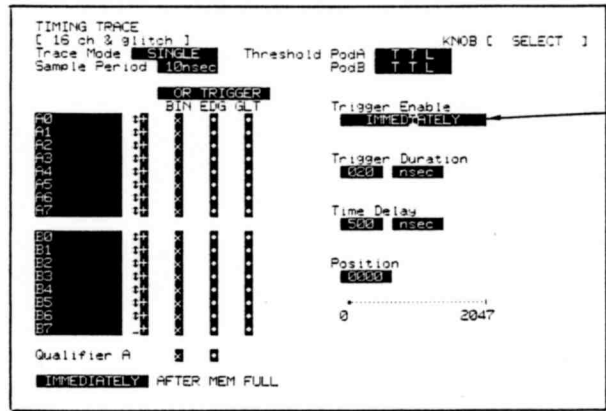 TIMING TRACE
[ 16 ch & glitch ]
KNOB [ SELECT ]
Trace Mode SINGLE
Sample Period 10nsec
Threshold PodA T T L
PodB T T L
OR TRIGGER
BIN EDG GLT
A0
A1
A2
A3
A4
A5
A6
A7
B0
B1
B2
B3
B4
B5
B6
B7
Qualifier A
IMMEDIATELY AFTER MEM FULL
Trigger Enable
IMMEDIATELY
Trigger Duration
020 nsec
Time Delay
500 nsec
Position
0000
0 2047